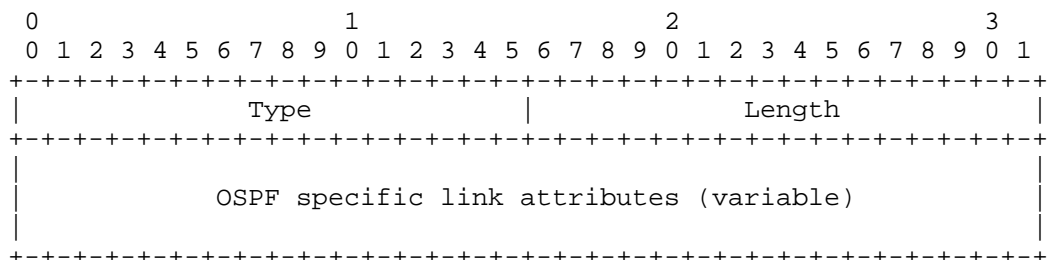 0                   1                   2                   3
 0 1 2 3 4 5 6 7 8 9 0 1 2 3 4 5 6 7 8 9 0 1 2 3 4 5 6 7 8 9 0 1
+-+-+-+-+-+-+-+-+-+-+-+-+-+-+-+-+-+-+-+-+-+-+-+-+-+-+-+-+-+-+-+-+
|              Type             |             Length            |
+-+-+-+-+-+-+-+-+-+-+-+-+-+-+-+-+-+-+-+-+-+-+-+-+-+-+-+-+-+-+-+-+
|                                                               |
|            OSPF specific link attributes (variable)           |
|                                                               |
+-+-+-+-+-+-+-+-+-+-+-+-+-+-+-+-+-+-+-+-+-+-+-+-+-+-+-+-+-+-+-+-+